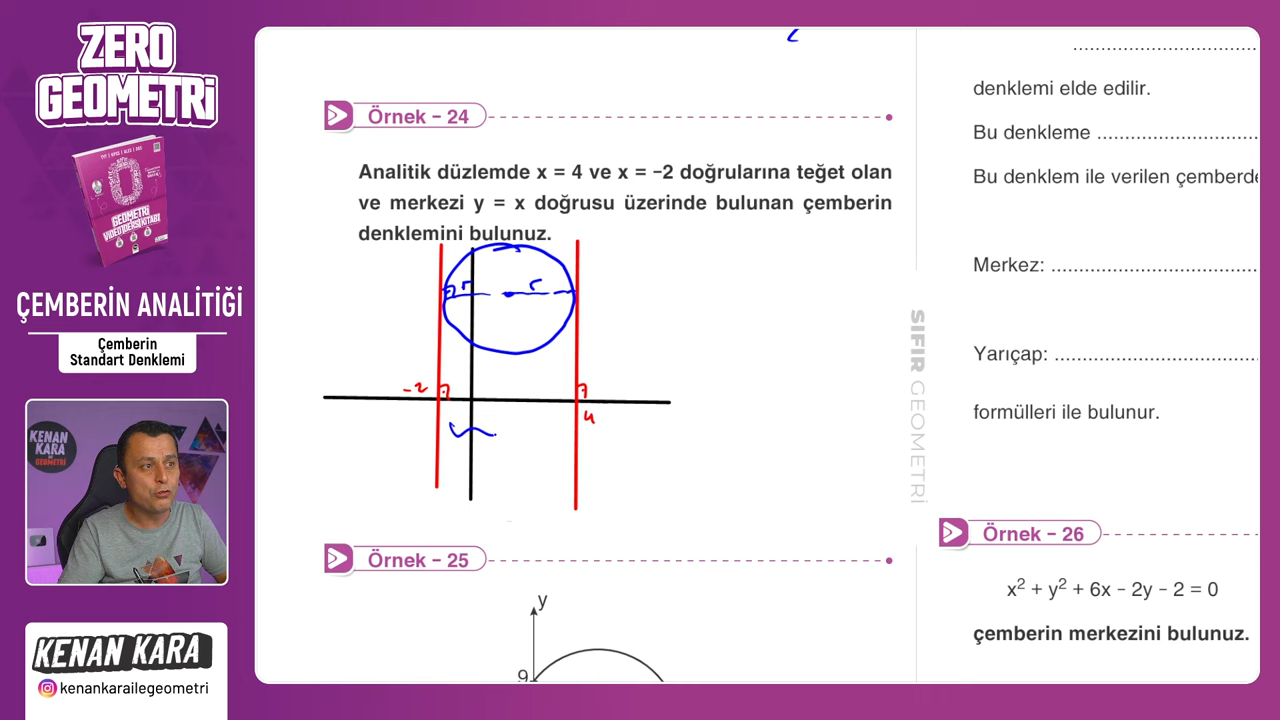 ZERO
GEOMETRİ
ÇEMBERİN ANALİTİĞİ
Çemberin
Standart Denklemi
KENAN
KARA
GEOMETRİ
KENAN KARA
kenankarailegeometri
Örnek - 24
Analitik düzlemde x = 4 ve x = -2 doğrularına teğet olan
ve merkezi y = x doğrusu üzerinde bulunan çemberin
denklemini bulunuz.
r r
-2
4
Örnek - 25
y
9
SIFIR GEOMETRİ
denklemi elde edilir.
Bu denkleme ..............................
Bu denklem ile verilen çemberde
Merkez: ......................................
Yarıçap: .....................................
formülleri ile bulunur.
Örnek - 26
x² + y² + 6x - 2y - 2 = 0
çemberin merkezini bulunuz.